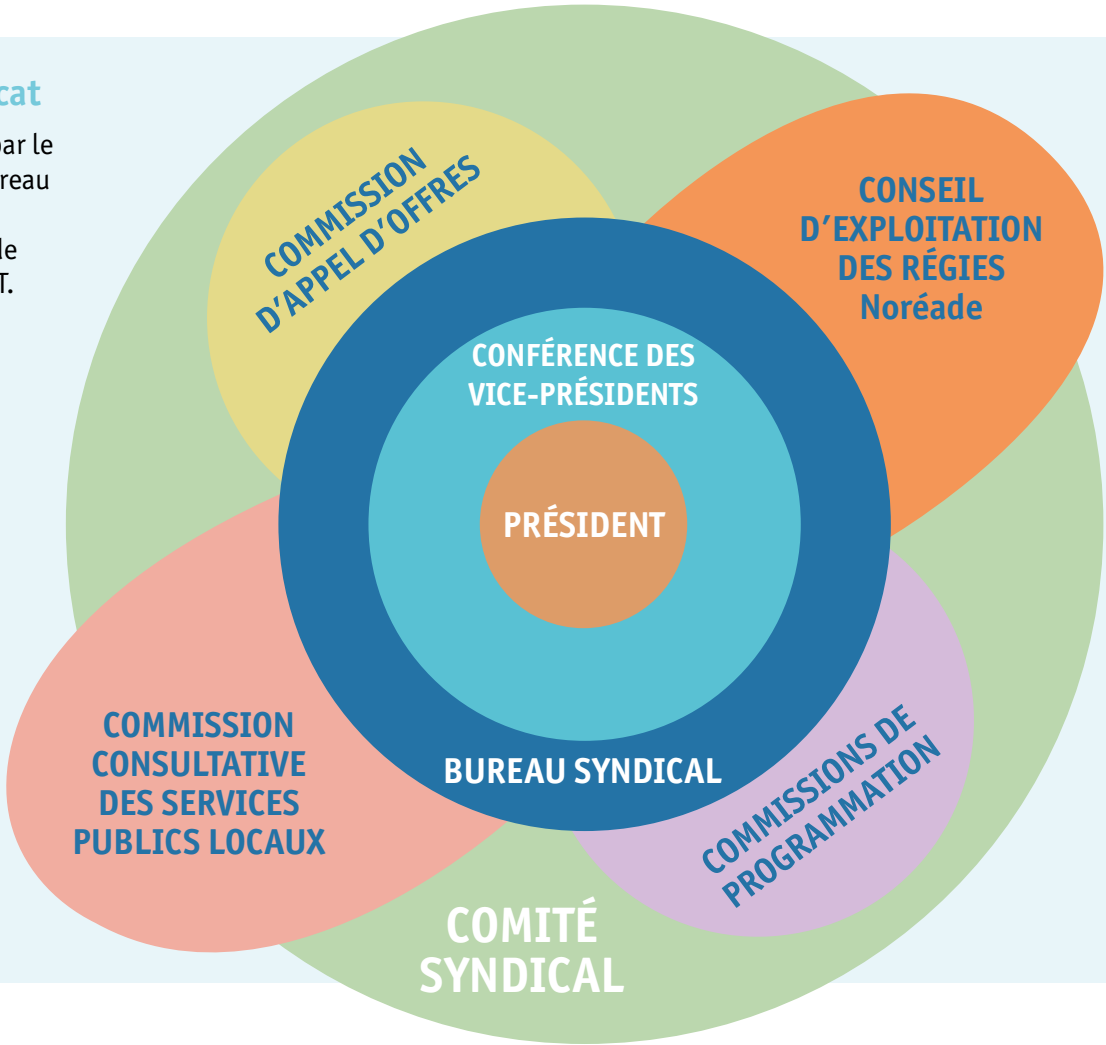 cat
par le
reau
de
T.
COMMISSION
D'APPEL D'OFFRES
CONSEIL
D'EXPLOITATION
DES RÉGIES
Noréade
CONFÉRENCE DES
VICE-PRÉSIDENTS
PRÉSIDENT
BUREAU SYNDICAL
COMMISSION
CONSULTATIVE
DES SERVICES
PUBLICS LOCAUX
COMMISSIONS DE
PROGRAMMATION
COMITÉ
SYNDICAL